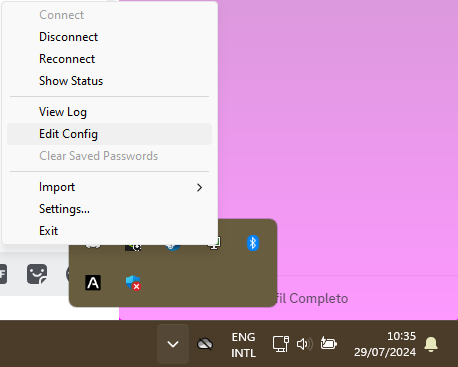 Connect
Disconnect
Reconnect
Show Status
View Log
Edit Config
Clear Saved Passwords
Import
Settings...
Exit
Completo
ENG
INTL
10:35
29/07/2024